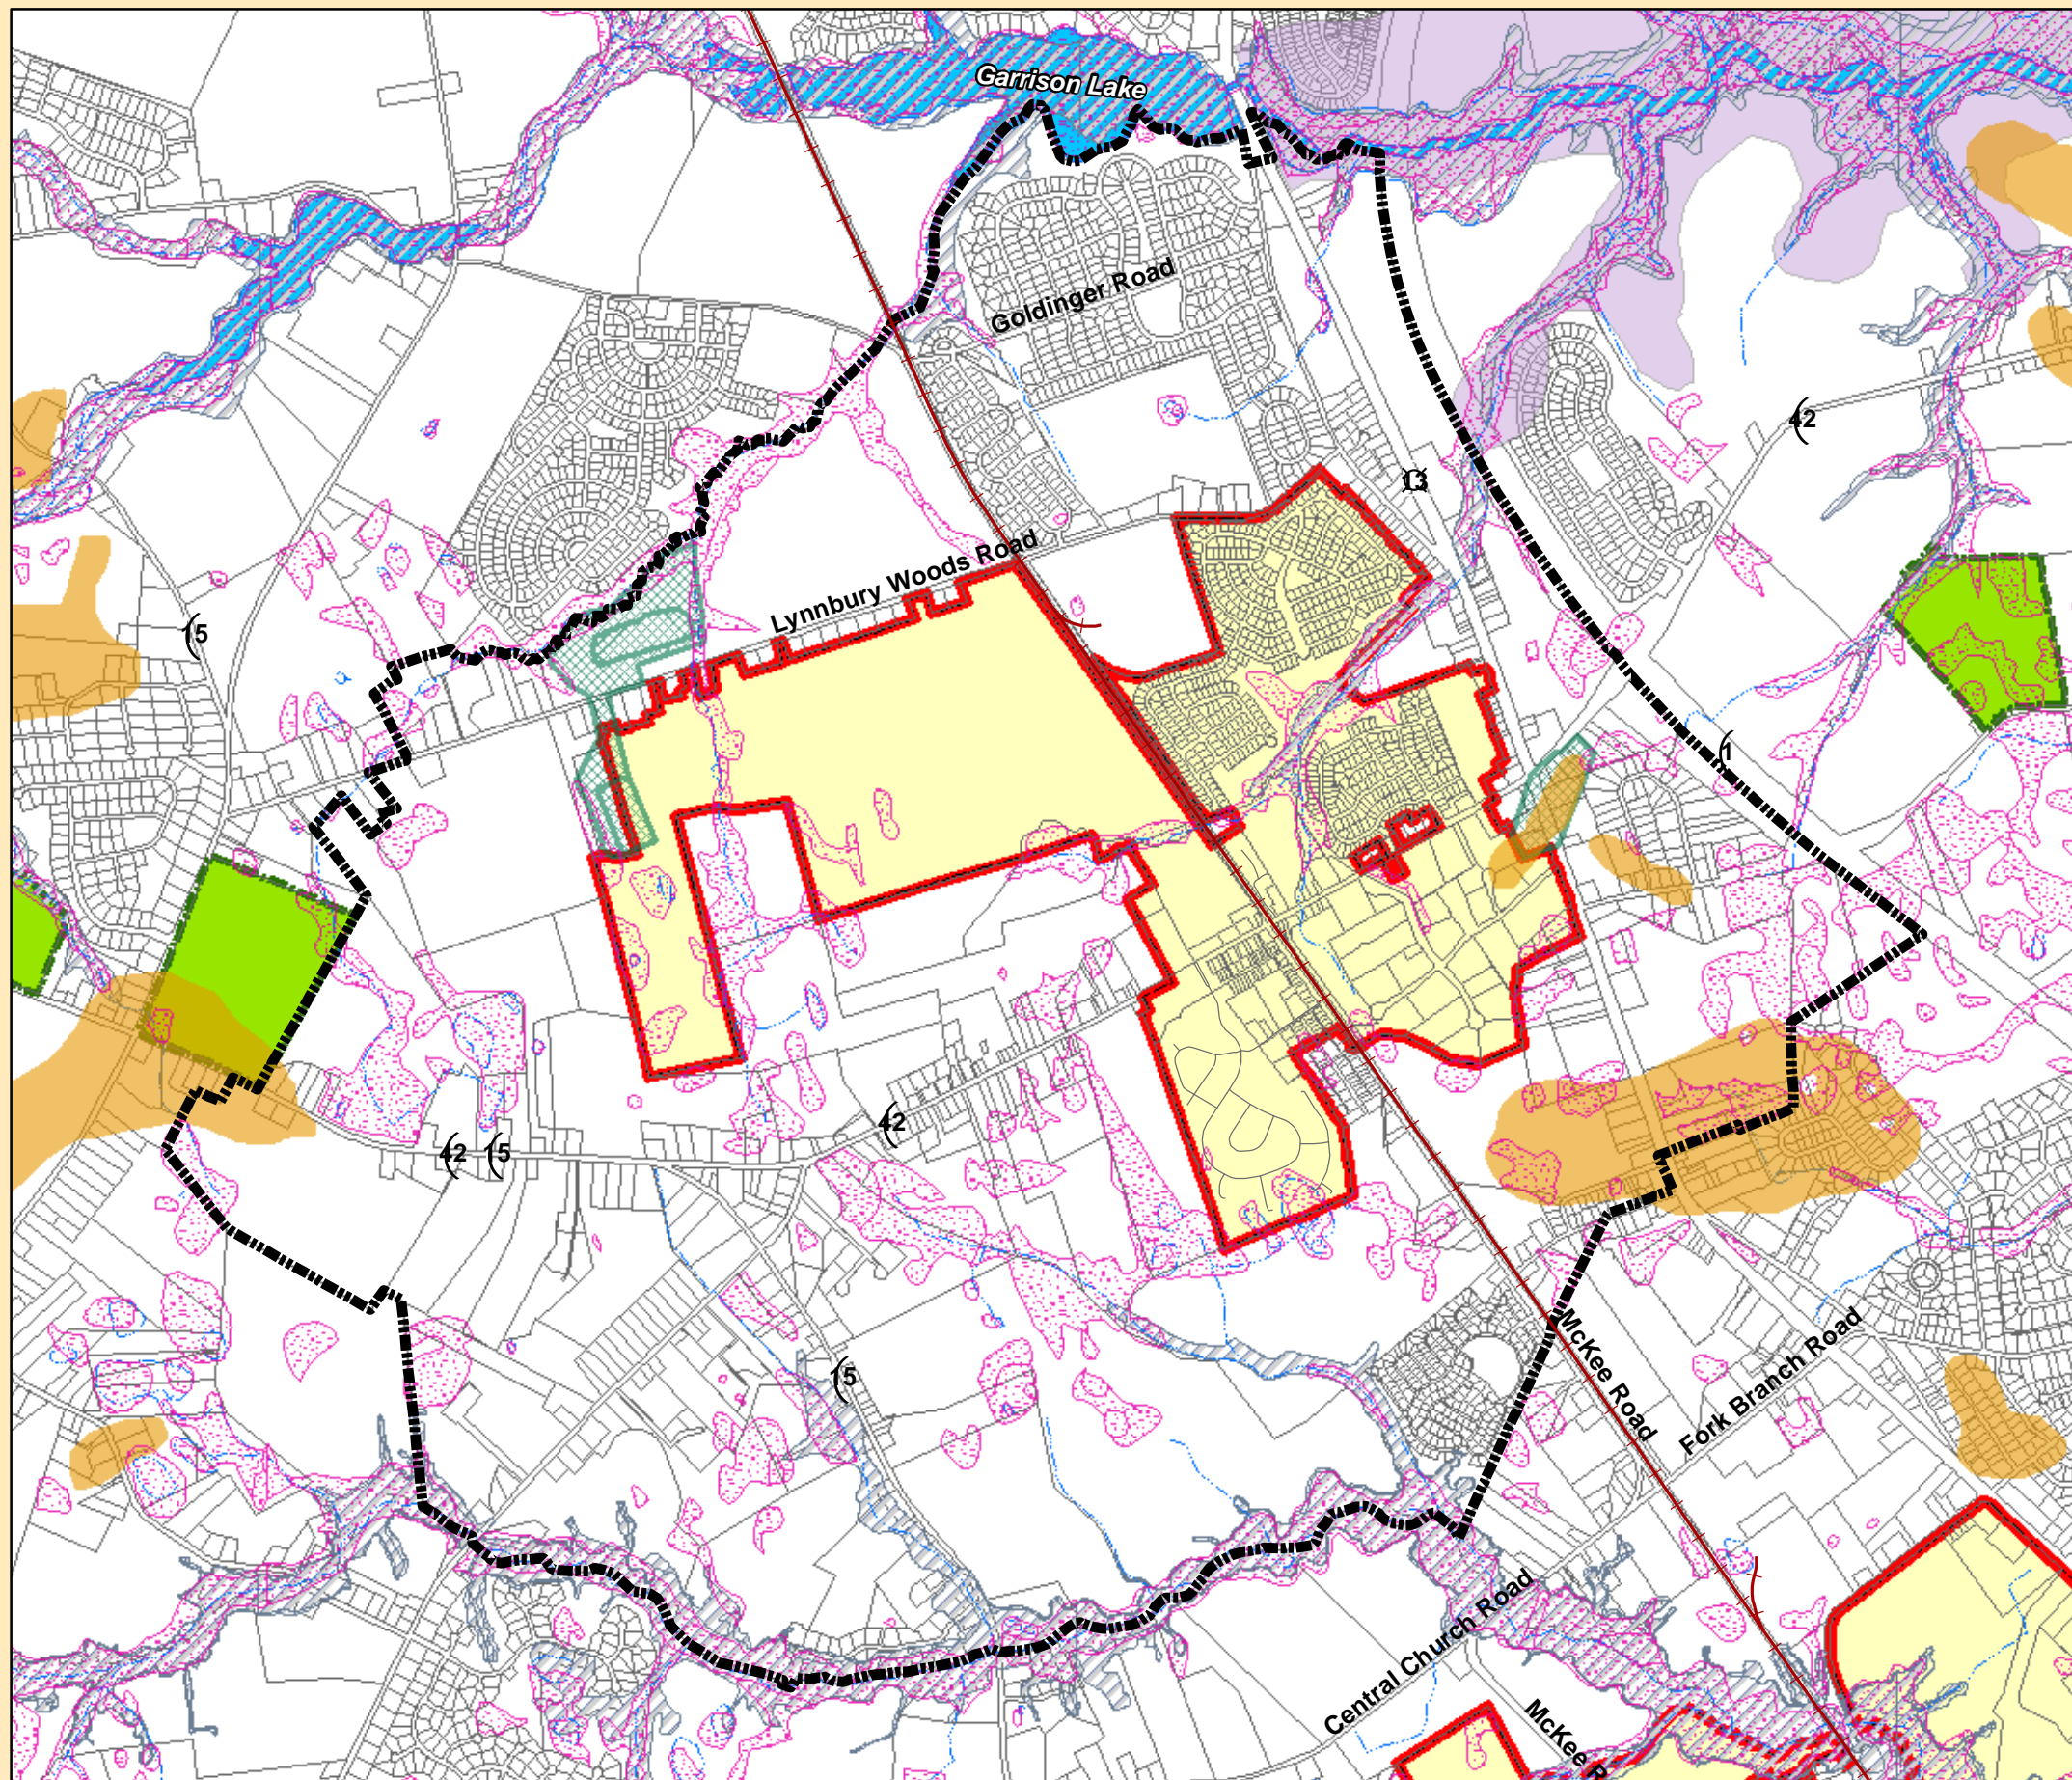 Garrison Lake
Goldinger Road
42
13
Lynnbury Woods Road
15
1
42
42
15
15
McKee Road
Fork Branch Road
Central Church Road
McKee R